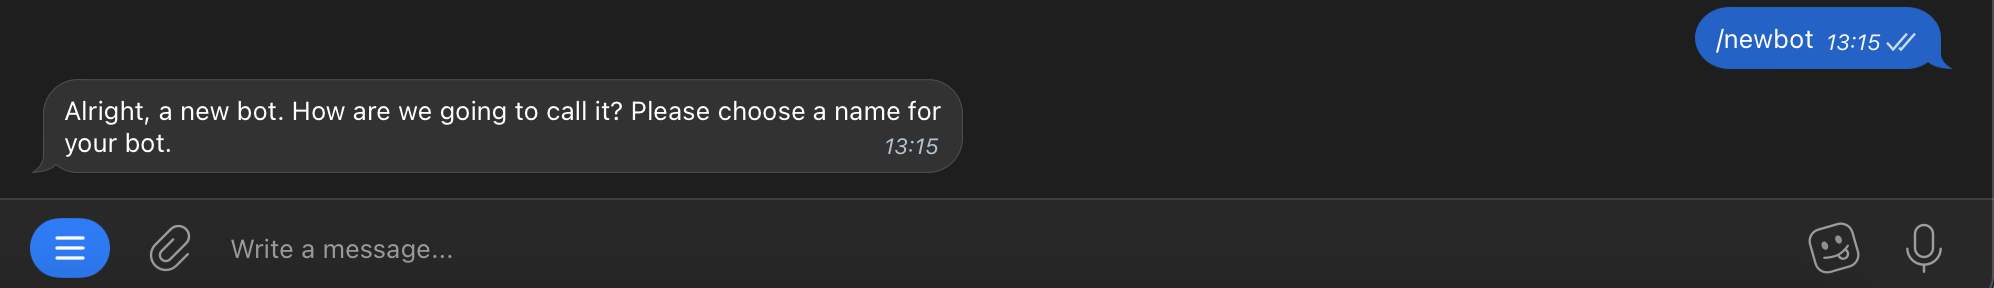 /newbot 13:15
Alright, a new bot. How are we going to call it? Please choose a name for
your bot. 13:15
Write a message...